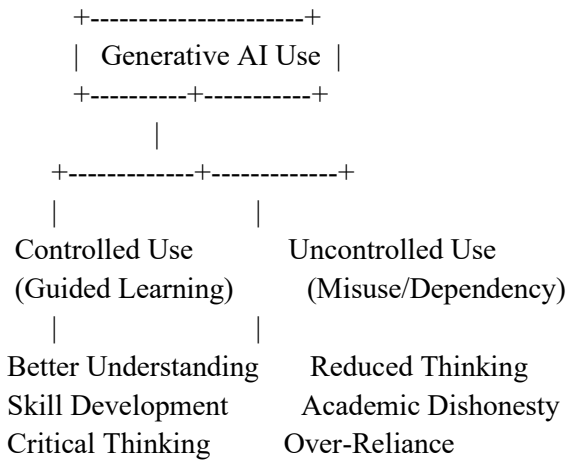 +----------------------+
| Generative AI Use |
+----------+-----------+
|
+-------------+-------------+
| |
Controlled Use Uncontrolled Use
(Guided Learning) (Misuse/Dependency)
| |
Better Understanding Reduced Thinking
Skill Development Academic Dishonesty
Critical Thinking Over-Reliance